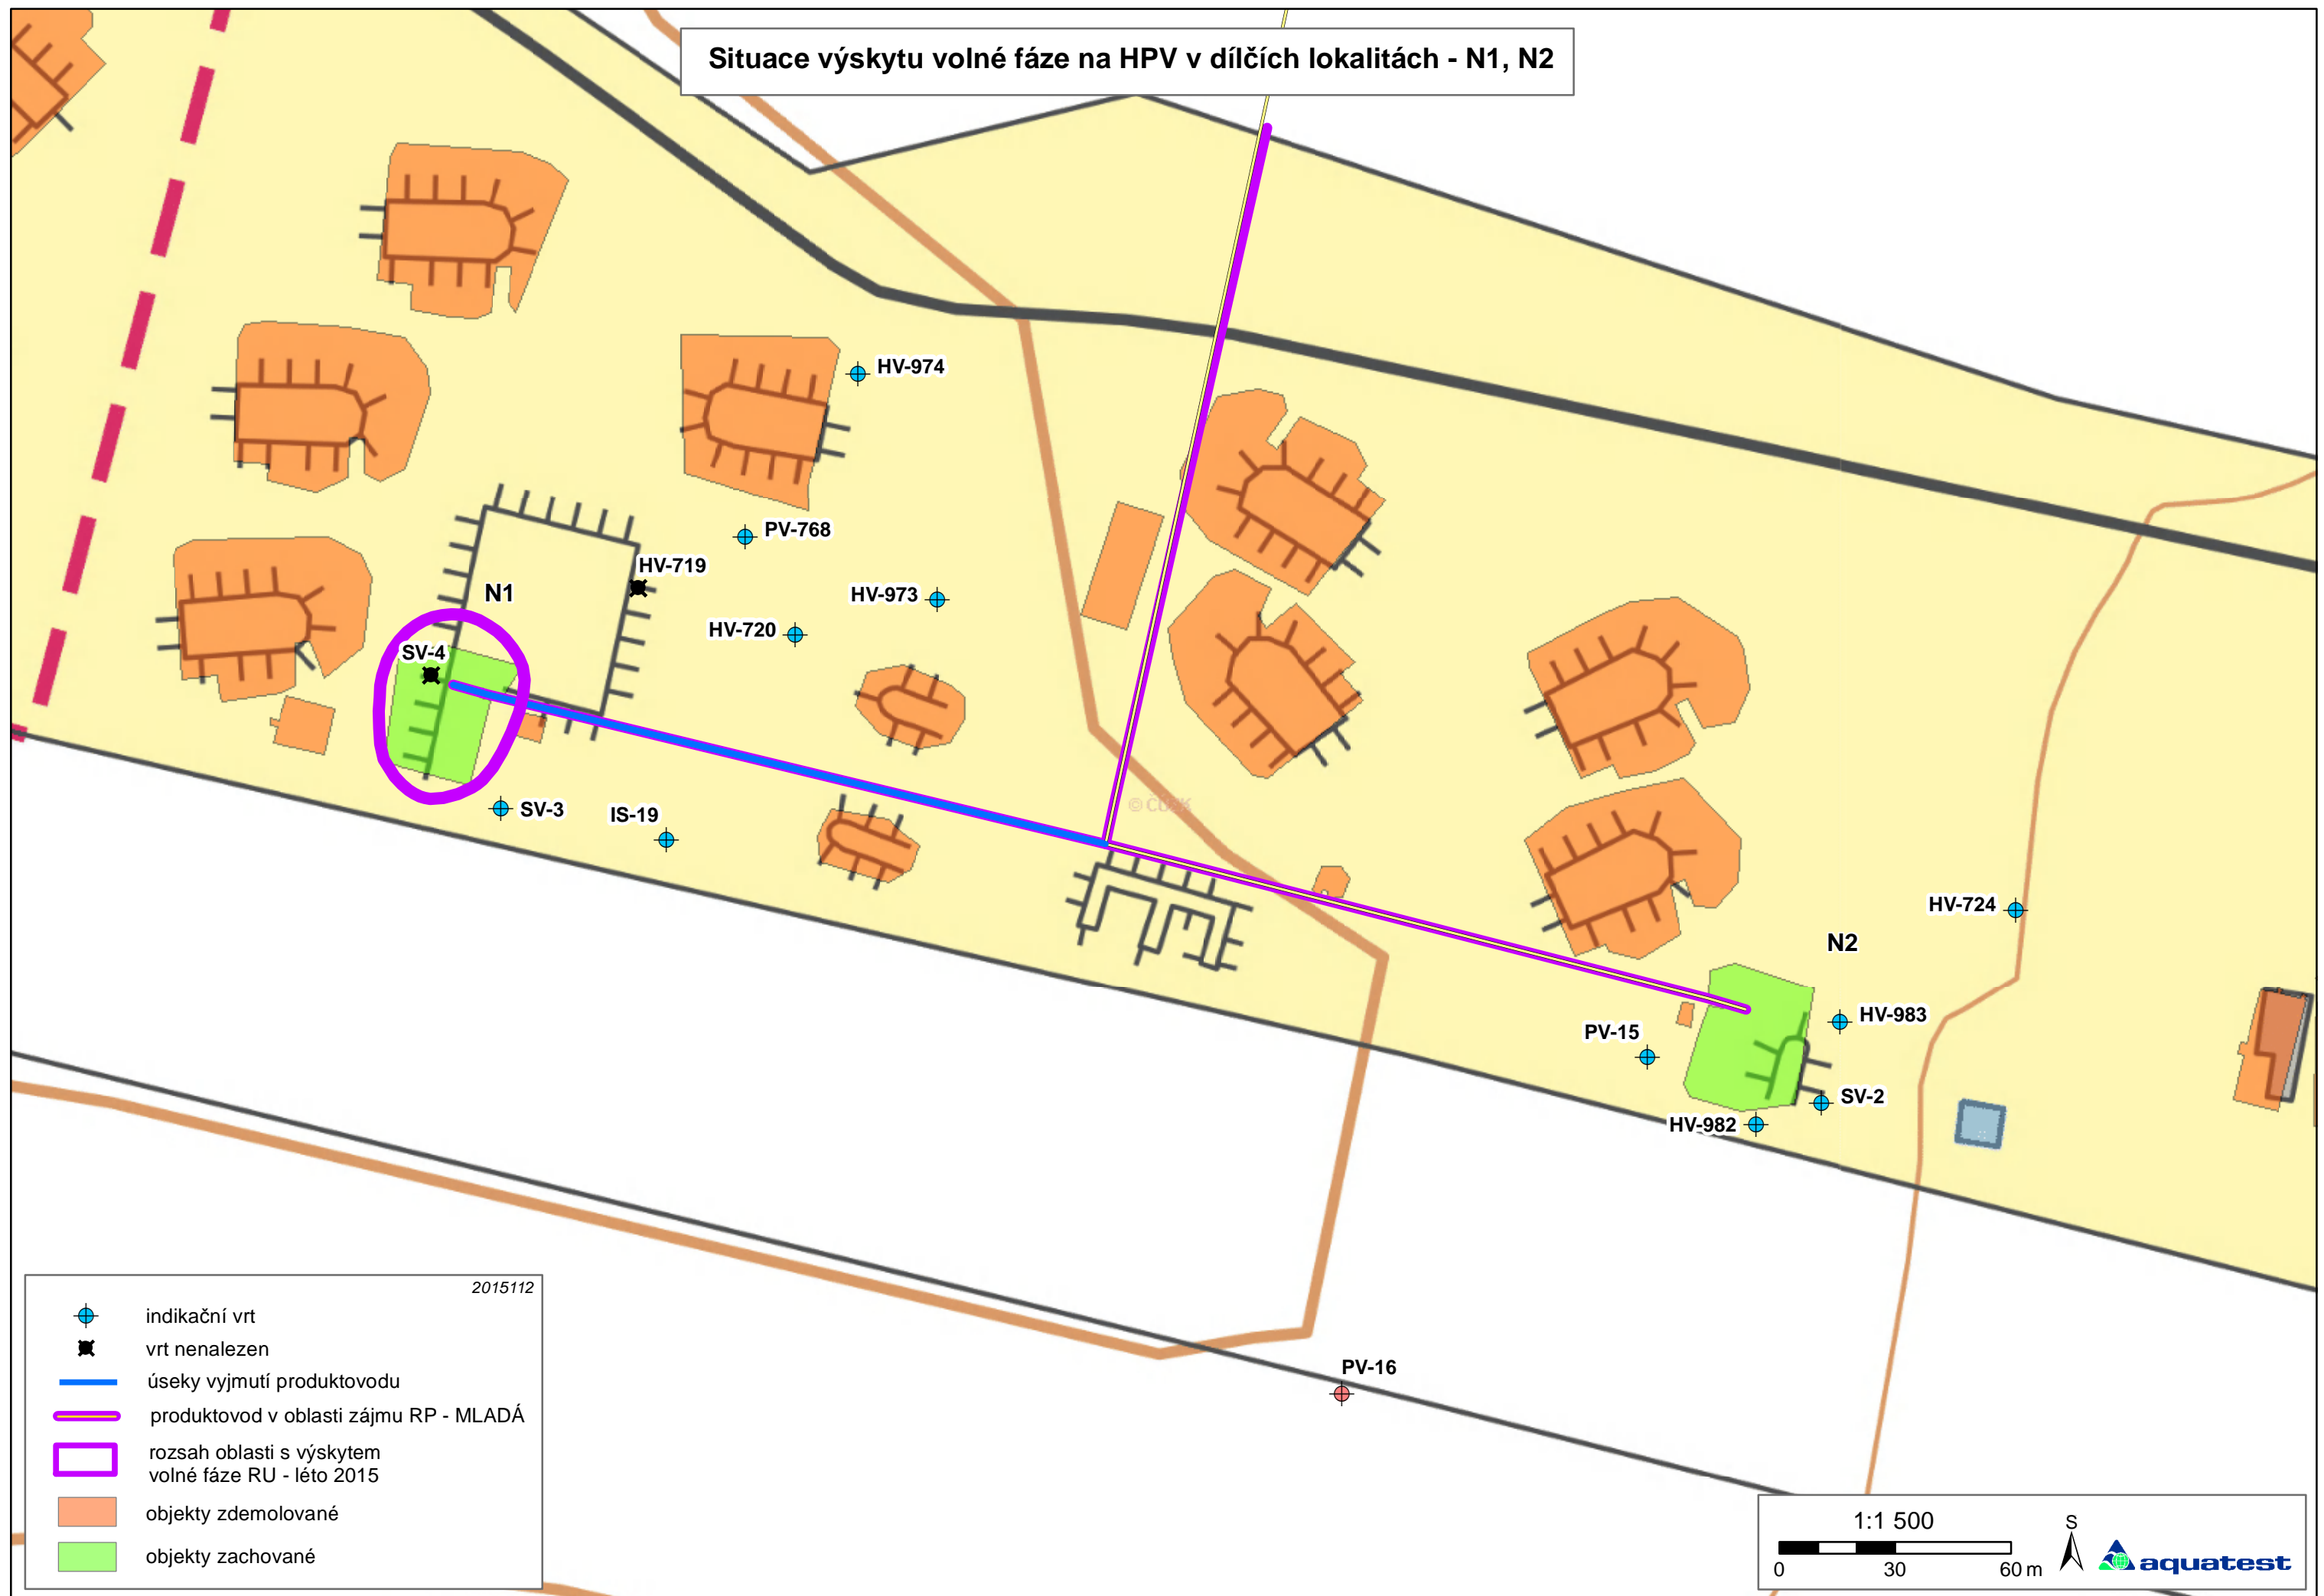 Situace výskytu volné fáze na HPV v dílčích lokalitách - N1, N2
HV-974
PV-768
HV-719
N1
HV-973
HV-720
SV-4
© ČÚZK
SV-3
IS-19
HV-724
N2
HV-983
PV-15
SV-2
HV-982
PV-16
2015112
indikační vrt
vrt nenalezen
úseky vyjmutí produktovodu
produktovod v oblasti zájmu RP - MLADÁ
rozsah oblasti s výskytem
volné fáze RU - léto 2015
objekty zdemolované
objekty zachované
1:1 500
S
0 30 60 m
aquatest